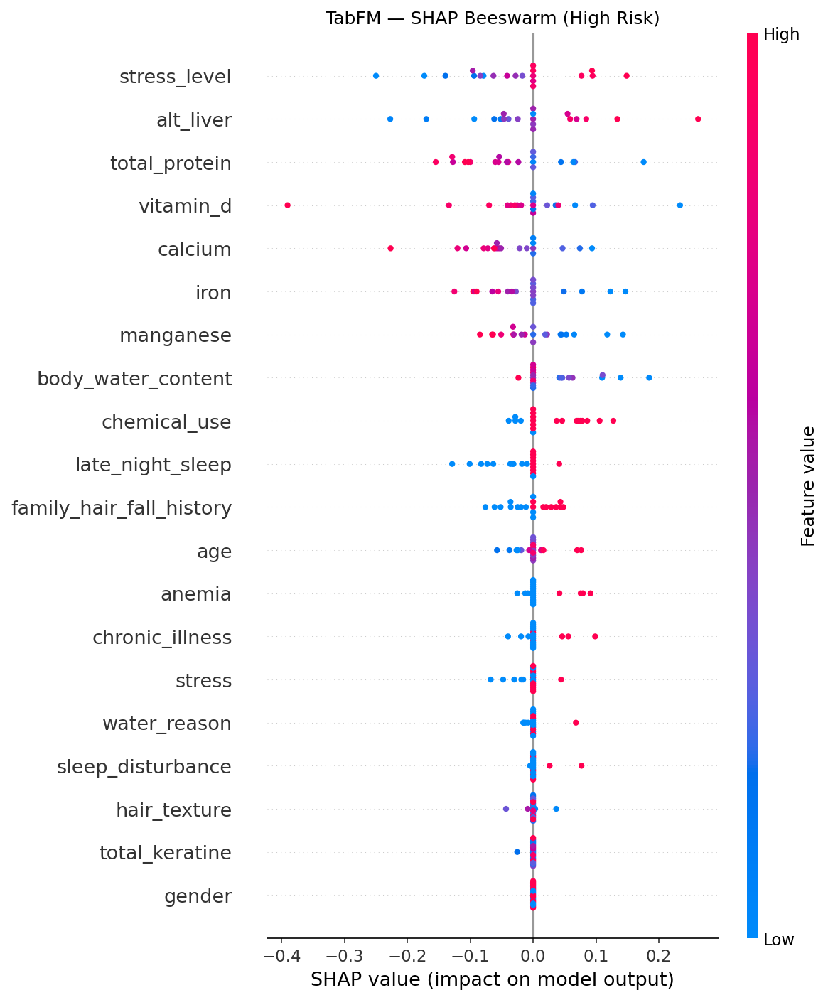 TabFM — SHAP Beeswarm (High Risk)
High
stress_level
alt_liver
total_protein
vitamin_d
calcium
iron
manganese
body_water_content
chemical_use
late_night_sleep
family_hair_fall_history
age
anemia
chronic_illness
stress
water_reason
sleep_disturbance
hair_texture
total_keratine
gender
Feature value
Low
−0.4 −0.3 −0.2 −0.1 0.0 0.1 0.2
SHAP value (impact on model output)